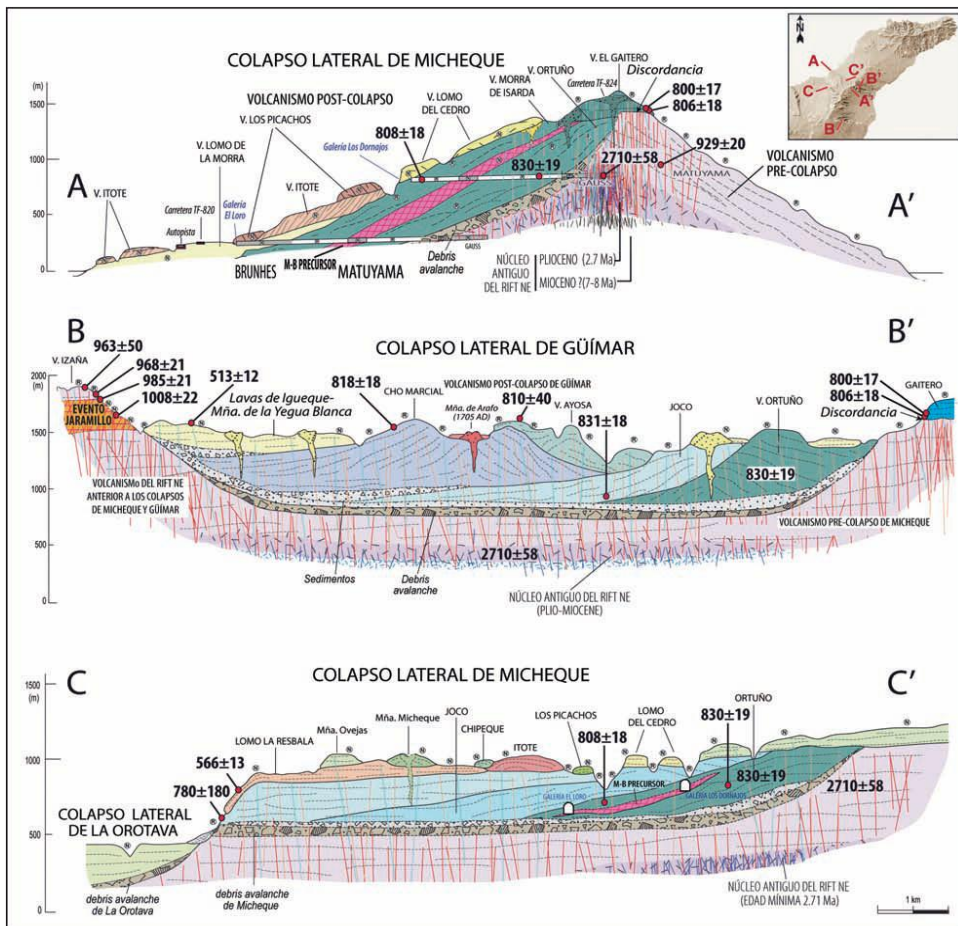 COLAPSO LATERAL DE MICHEQUE
(m)
1500
1000
500
0
A
A'
V. ITOTE
Autopista
Carretera TF-820
V. LOMO
DE LA MORRA
V. LOS PICACHOS
VOLCANISMO POST-COLAPSO
V. ITOTE
Galería
El Loro
Galería Los Dornajos
808±18
V. LOMO
DEL CEDRO
V. MORRA
DE ISARDA
V. ORTUÑO
Carretera TF-824
V. EL GAITERO
Discordancia
800±17
806±18
929±20
830±19
2710±58
GAUSS
MATUYAMA
VOLCANISMO
PRE-COLAPSO
BRUNHES
M-B PRECURSOR
MATUYAMA
Debris
avalanche
GAUSS
NÚCLEO
ANTIGUO
DEL RIFT NE
PLIOCENO (2.7 Ma)
MIOCENO ?(7-8 Ma)
N
A
C'
B'
C
A'
B
B
B'
COLAPSO LATERAL DE GÜÍMAR
2000
(m)
1500
1000
500
0
963±50
V. IZAÑA
968±21
985±21
1008±22
EVENTO
JARAMILLO
513±12
Lavas de Igueque-
Mña. de la Yegua Blanca
818±18
CHO MARCIAL
VOLCANISMO POST-COLAPSO DE GÜÍMAR
Mña. de Arafo
(1705 AD)
810±40
V. AYOSA
831±18
JOCO
V. ORTUÑO
830±19
800±17
806±18
Discordancia
GAITERO
VOLCANISMo DEL RIFT NE
ANTERIOR A LOS COLAPSOS
DE MICHEQUE Y GÜÍMAR
VOLCANISMO PRE-COLAPSO DE MICHEQUE
2710±58
Sedimentos
Debris
avalanche
NÚCLEO ANTIGUO DEL RIFT NE
(PLIO-MIOCENE)
C
C'
COLAPSO LATERAL DE MICHEQUE
1500
(m)
1000
500
0
566±13
780±180
LOMO LA RESBALA
Mña. Ovejas
Mña. Micheque
JOCO
CHIPEQUE
ITOTE
LOS PICACHOS
808±18
LOMO
DEL CEDRO
830±19
ORTUÑO
M-B PRECURSOR
GALERÍA EL LORO
GALERÍA LOS DORNAJOS
830±19
2710±58
COLAPSO LATERAL
DE LA OROTAVA
debris avalanche
de La Orotava
debris avalanche
de Micheque
NÚCLEO ANTIGUO DEL RIFT NE
(EDAD MÍNIMA 2.71 Ma)
1 km